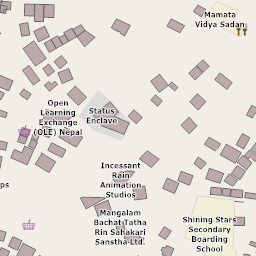 Mamata
Vidya Sadan
Open
Learning
Exchange
(OLE) Nepal
Status
Enclave
Incessant
Rain
Animation
Studios
ps
Mangalam
Bachat Tatha
Rin Sahakari
Sanstha Ltd.
Shining Stars
Secondary
Boarding
School